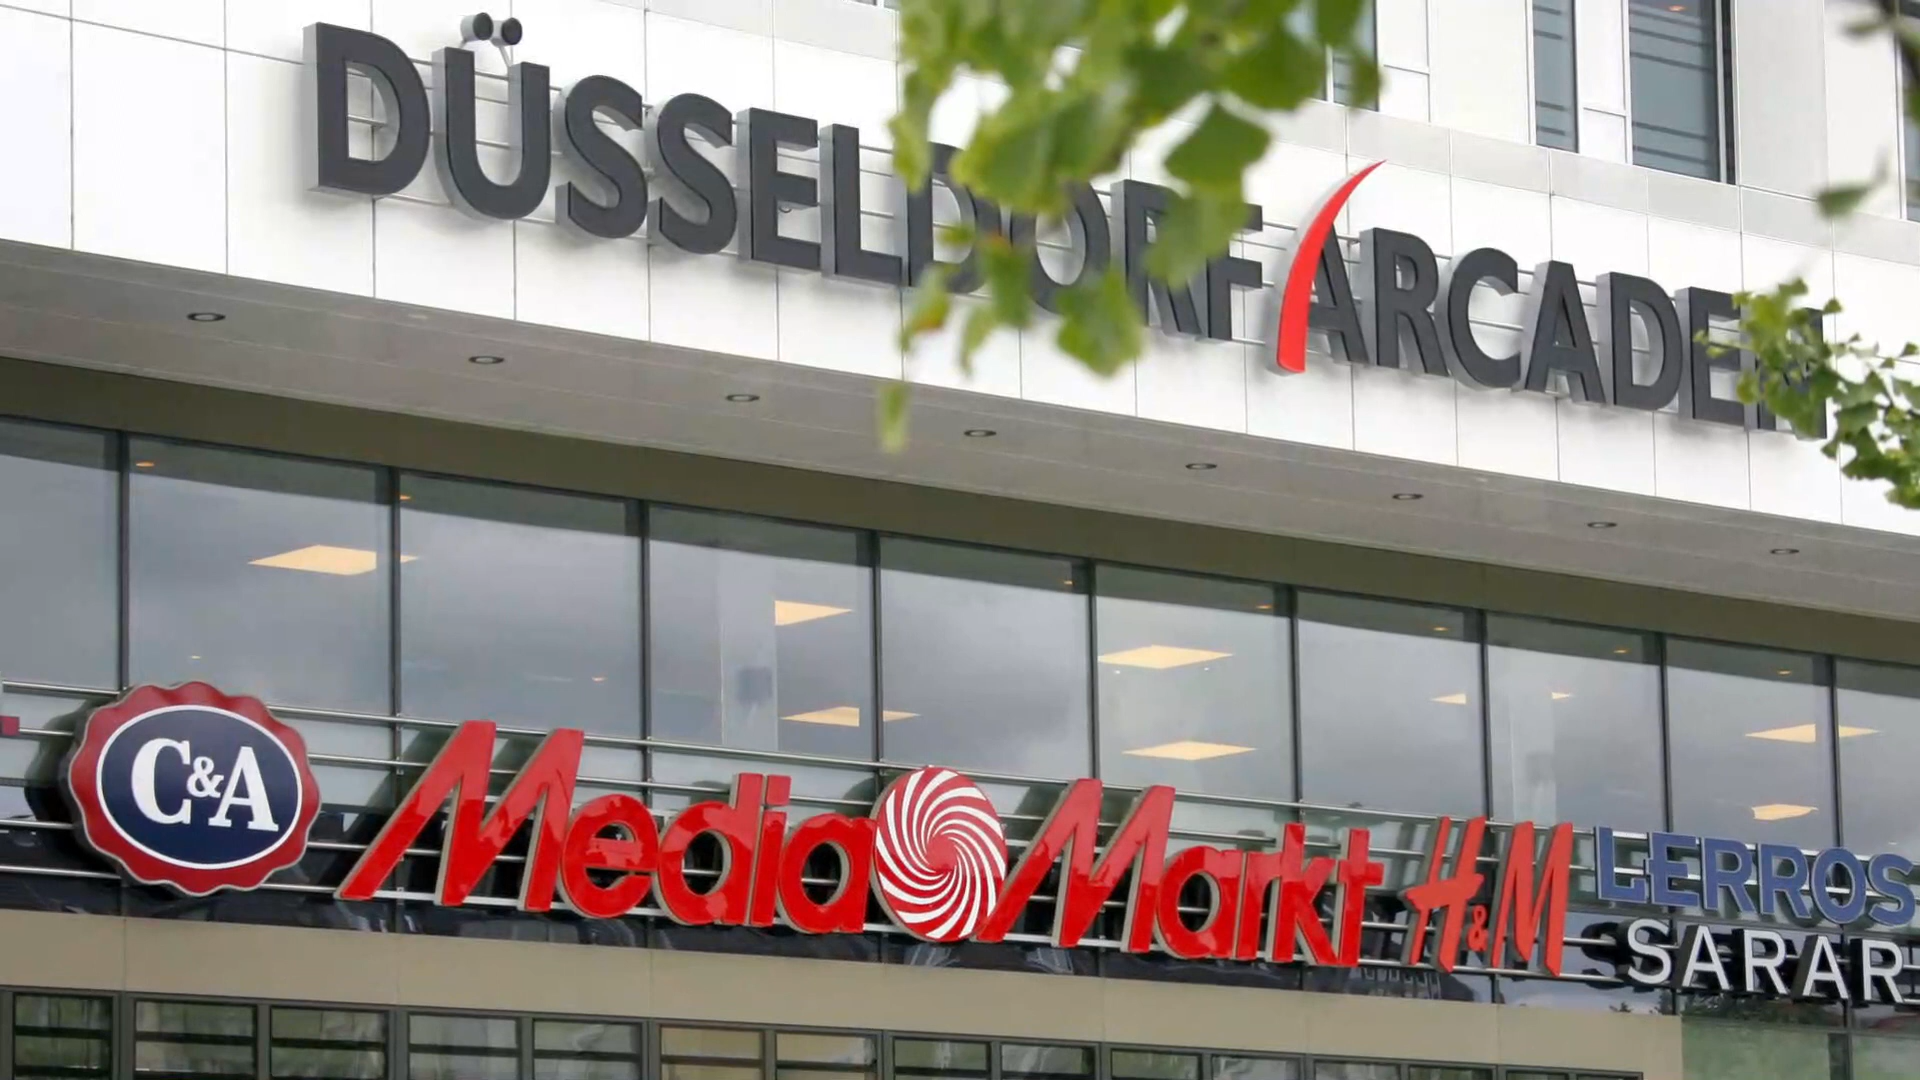 DÜSSELDORF ARCADEN
C&A
MediaMarkt
H&M
LERROS
SARAR